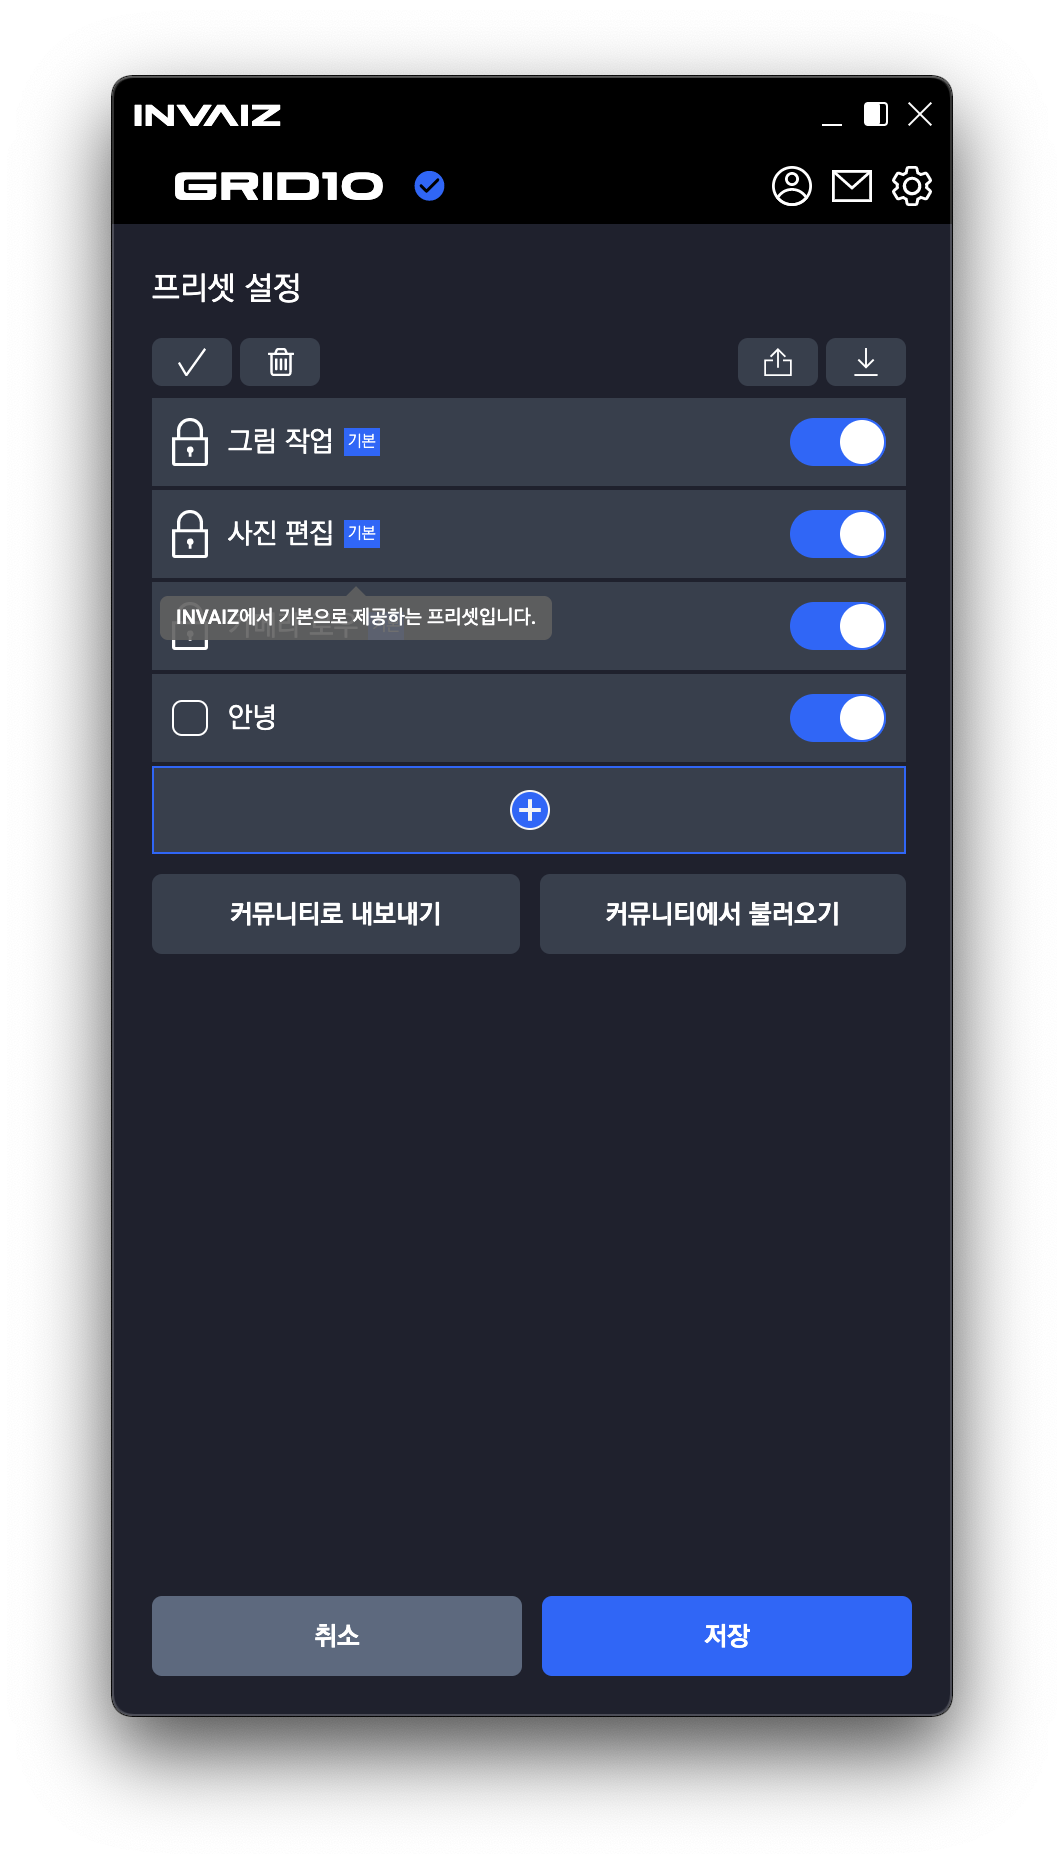 INVAIZ
GRID10
프리셋 설정
그림 작업 기본
사진 편집 기본
INVAIZ에서 기본으로 제공하는 프리셋입니다.
안녕
커뮤니티로 내보내기 커뮤니티에서 불러오기
취소 저장